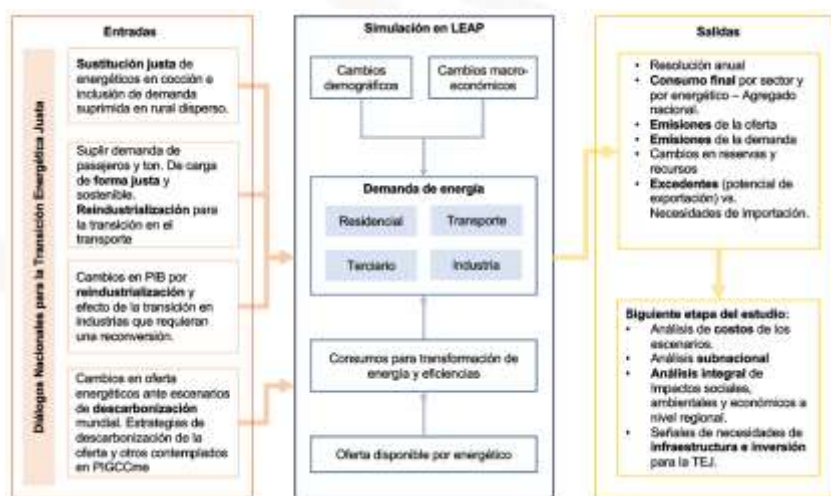 Entradas
Diálogos Nacionales para la Transición Energética Justa
Sustitución justa de
energéticos en cocción e
inclusión de demanda
suprimida en rural disperso.
Suplir demanda de
pasajeros y ton. De carga
de forma justa y
sostenible.
Reindustrialización para
la transición en el
transporte
Cambios en PIB por
reindustrialización y
efecto de la transición en
industrias que requieran
una reconversión.
Cambios en oferta
energéticos ante escenarios
de descarbonización
mundial. Estrategias de
descarbonización de la
oferta y otros contemplados
en PIGCCme
Simulación en LEAP
Cambios
demográficos
Cambios macro-
económicos
Demanda de energía
Residencial
Transporte
Terciario
Industria
Consumos para transformación de
energía y eficiencias
Oferta disponible por energético
Salidas
• Resolución anual
• Consumo final por sector y
por energético – Agregado
nacional.
• Emisiones de la oferta
• Emisiones de la demanda
• Cambios en reservas y
recursos
• Excedentes (potencial de
exportación) vs.
Necesidades de importación.
Siguiente etapa del estudio:
• Análisis de costos de los
escenarios.
• Análisis subnacional
• Análisis integral de
impactos sociales,
ambientales y económicos a
nivel regional.
• Señales de necesidades de
infraestructura e inversión
para la TEJ.